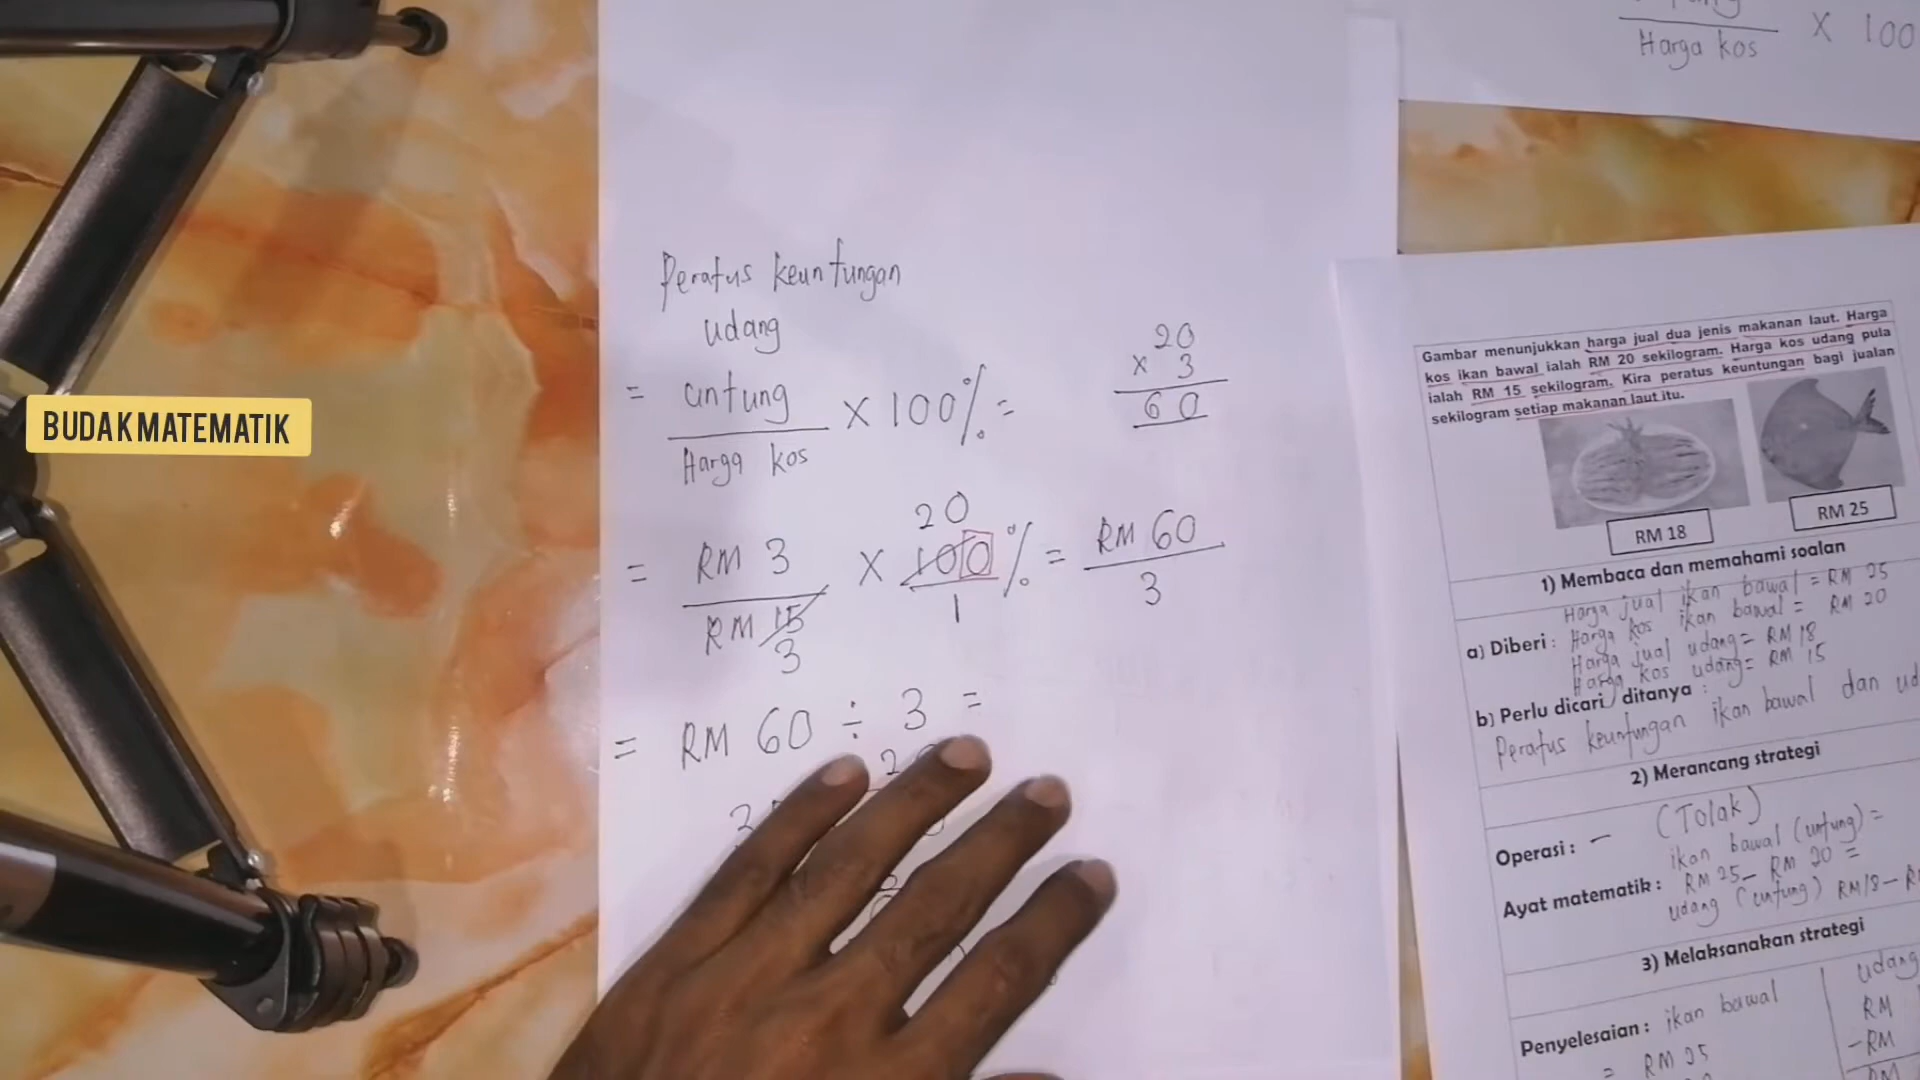 Harga kos X 100
BUDAK MATEMATIK
Peratus keuntungan
udang
= untung X 100% =
Harga kos
20
x 3
60
20
= RM 3 X 100% = RM 60
RM 15 1 3
3
= RM 60 ÷ 3 =
Gambar menunjukkan harga jual dua jenis makanan laut. Harga
kos ikan bawal ialah RM 20 sekilogram. Harga kos udang pula
ialah RM 15 sekilogram. Kira peratus keuntungan bagi jualan
sekilogram setiap makanan laut itu.
RM 18
RM 25
1) Membaca dan memahami soalan
Harga jual ikan bawal = RM 25
a) Diberi : Harga kos ikan bawal = RM 20
Harga jual udang = RM 18
Harga kos udang = RM 15
b) Perlu dicari / ditanya :
Peratus keuntungan ikan bawal dan
2) Merancang strategi
Operasi : – (Tolak)
ikan bawal (untung) =
Ayat matematik : RM 25 – RM 20 =
udang (untung) RM 18 –
3) Melaksanakan strategi
Penyelesaian : ikan bawal
udang
= RM 25
RM
– RM